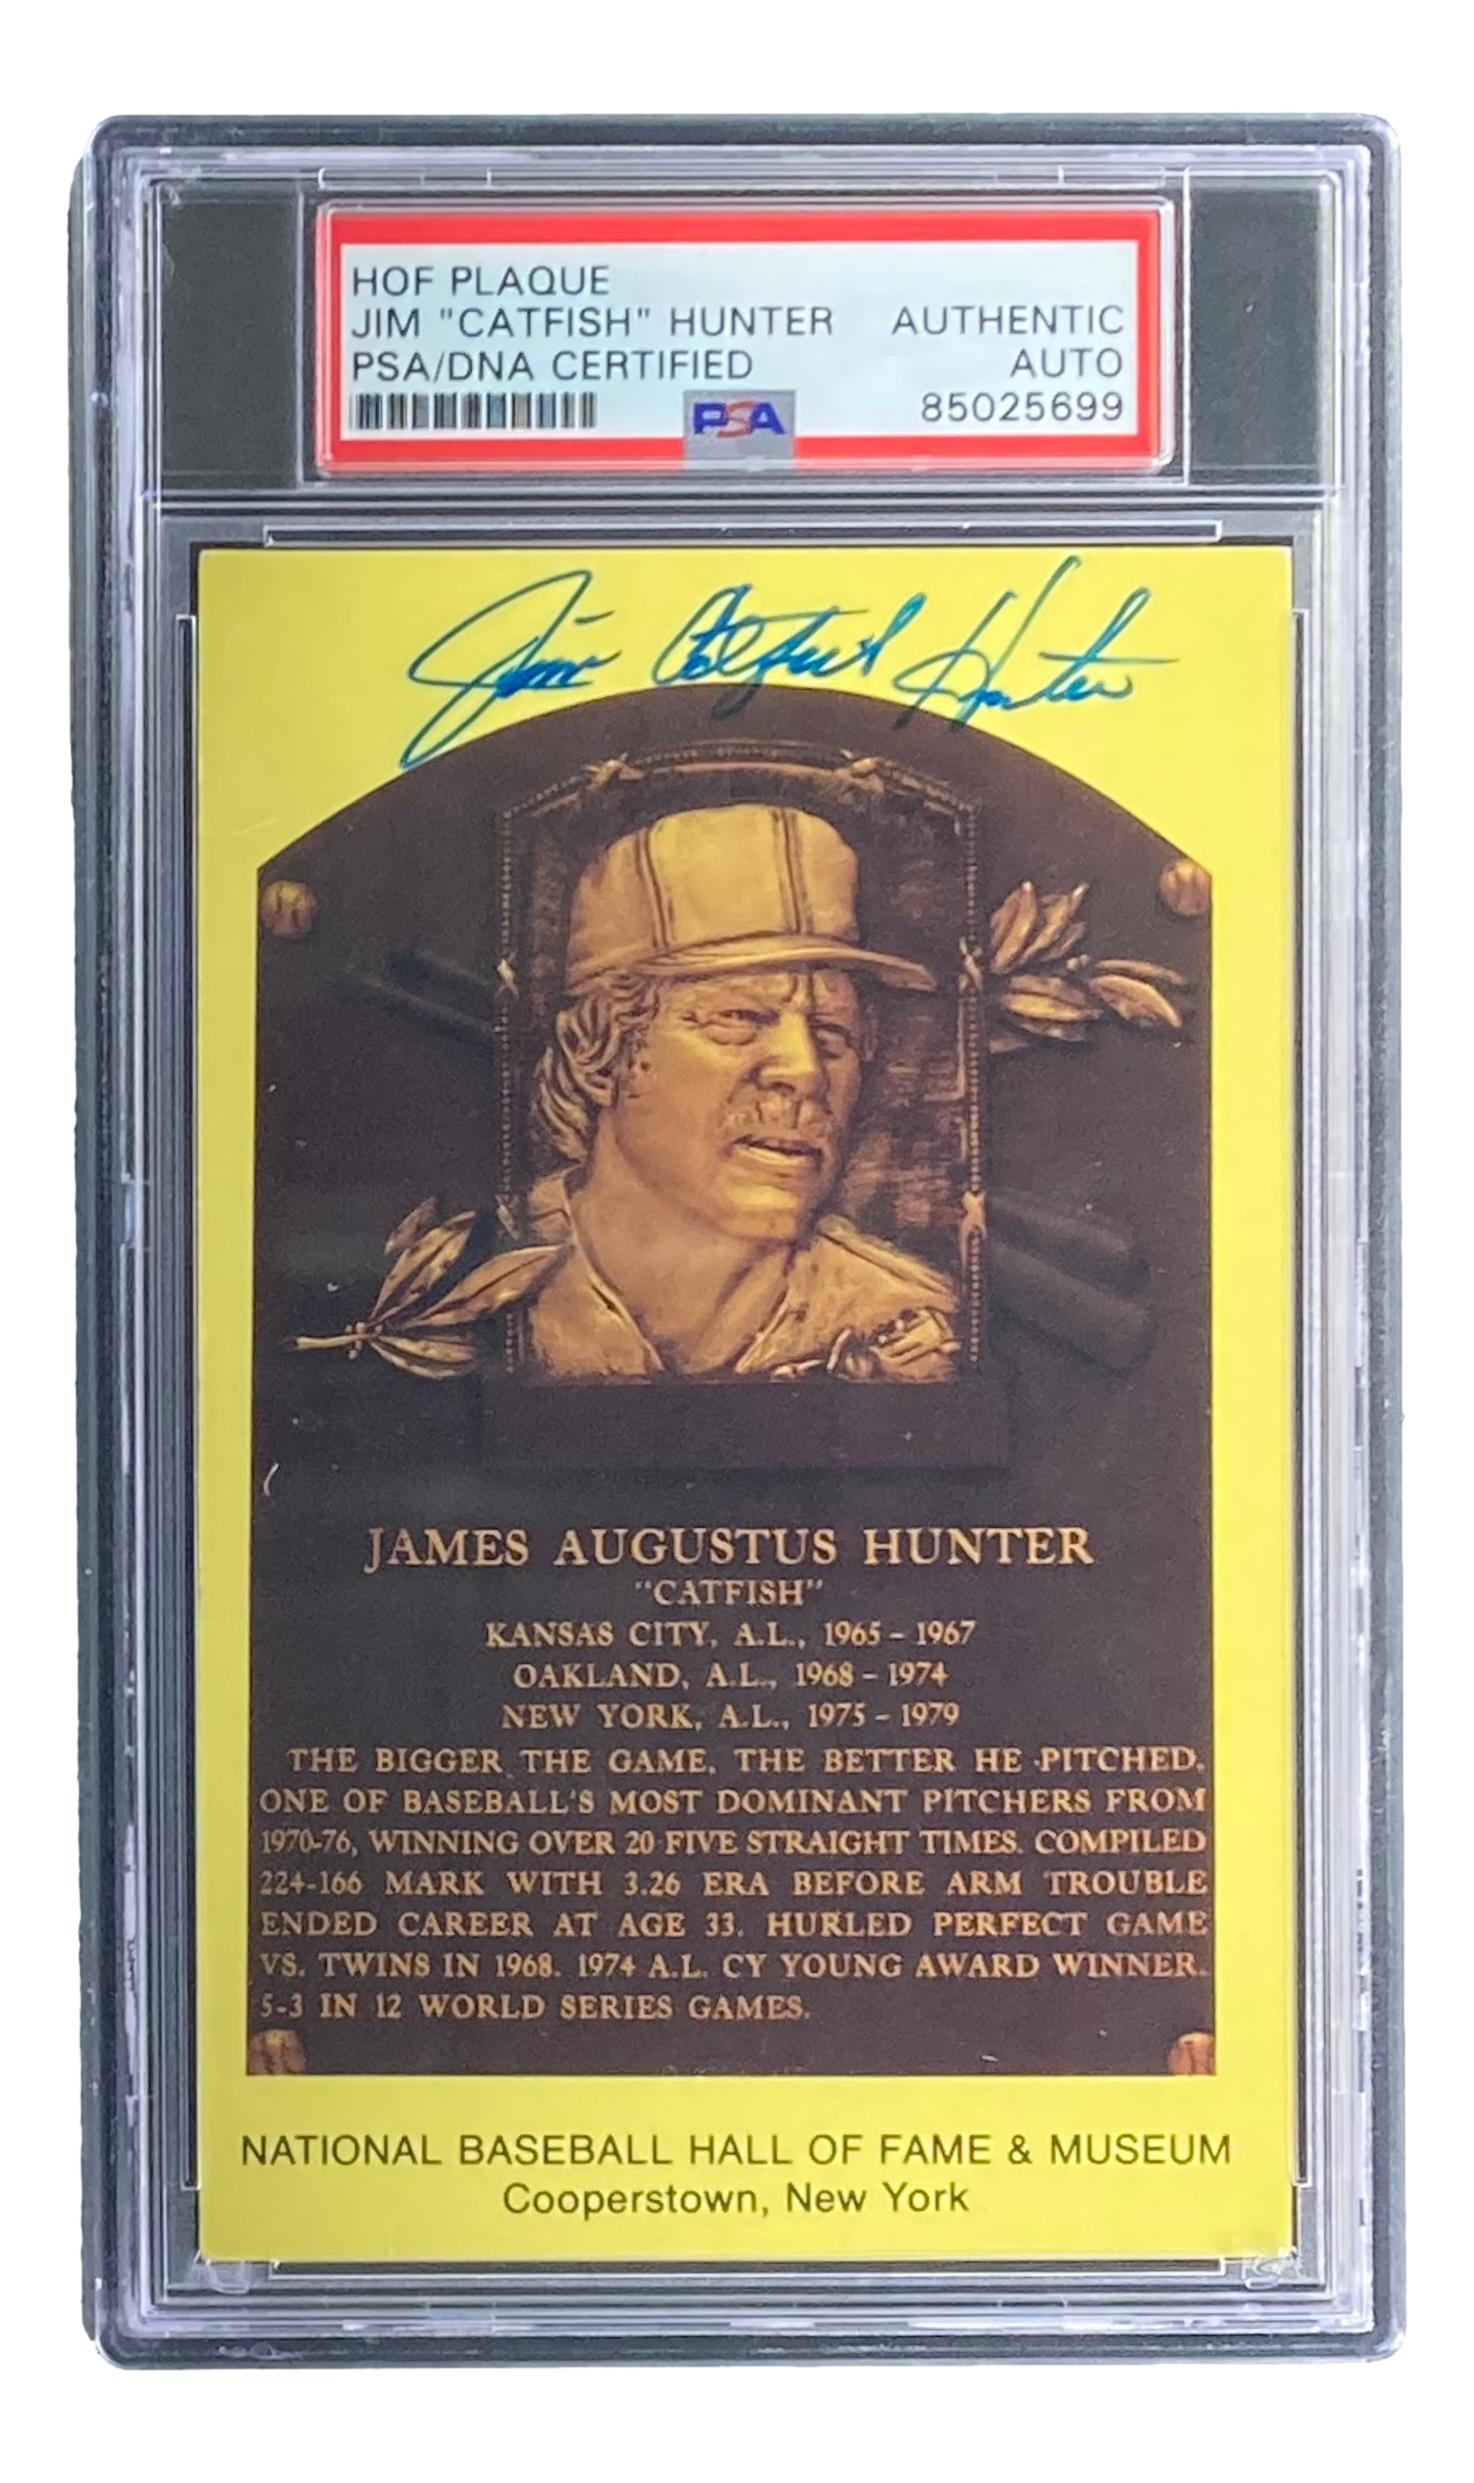 HOF PLAQUE
JIM "CATFISH" HUNTER AUTHENTIC
PSA/DNA CERTIFIED AUTO
PSA 85025699
Jim Catfish Hunter
JAMES AUGUSTUS HUNTER
"CATFISH"
KANSAS CITY, A.L., 1965 - 1967
OAKLAND, A.L., 1968 - 1974
NEW YORK, A.L., 1975 - 1979
THE BIGGER THE GAME, THE BETTER HE PITCHED.
ONE OF BASEBALL'S MOST DOMINANT PITCHERS FROM
1970-76, WINNING OVER 20 FIVE STRAIGHT TIMES. COMPILED
224-166 MARK WITH 3.26 ERA BEFORE ARM TROUBLE
ENDED CAREER AT AGE 33. HURLED PERFECT GAME
VS. TWINS IN 1968. 1974 A.L. CY YOUNG AWARD WINNER.
5-3 IN 12 WORLD SERIES GAMES.
NATIONAL BASEBALL HALL OF FAME & MUSEUM
Cooperstown, New York
PSA